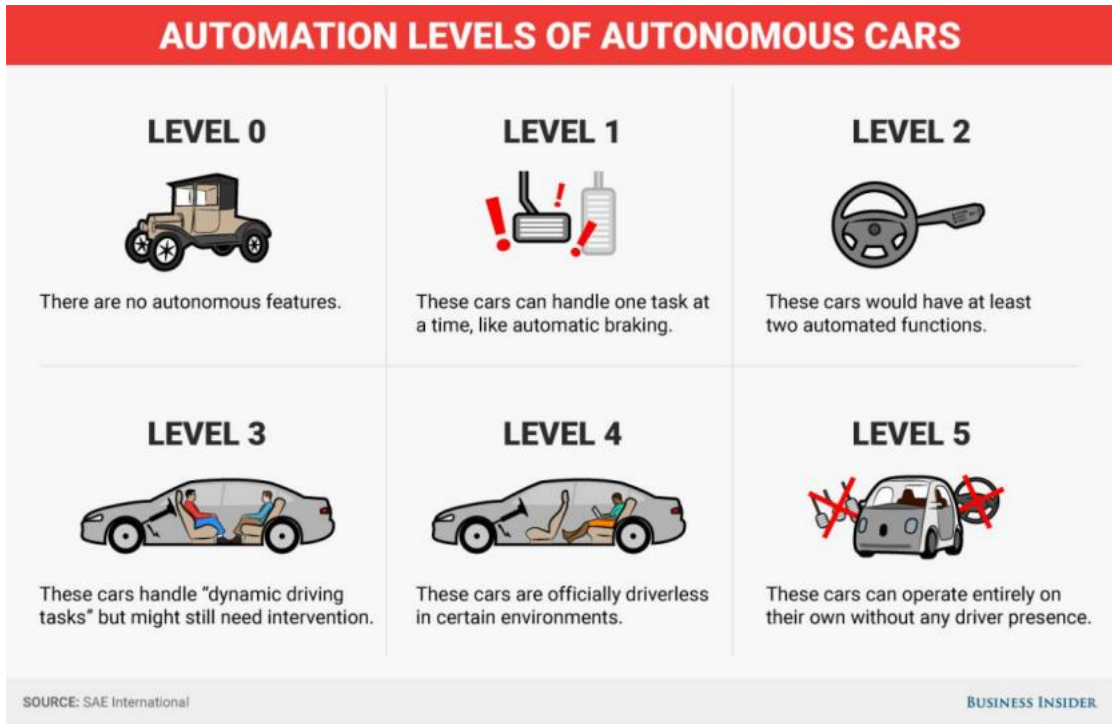 AUTOMATION LEVELS OF AUTONOMOUS CARS
LEVEL 0
There are no autonomous features.
LEVEL 1
These cars can handle one task at
a time, like automatic braking.
LEVEL 2
These cars would have at least
two automated functions.
LEVEL 3
These cars handle “dynamic driving
tasks” but might still need intervention.
LEVEL 4
These cars are officially driverless
in certain environments.
LEVEL 5
These cars can operate entirely on
their own without any driver presence.
SOURCE: SAE International
BUSINESS INSIDER